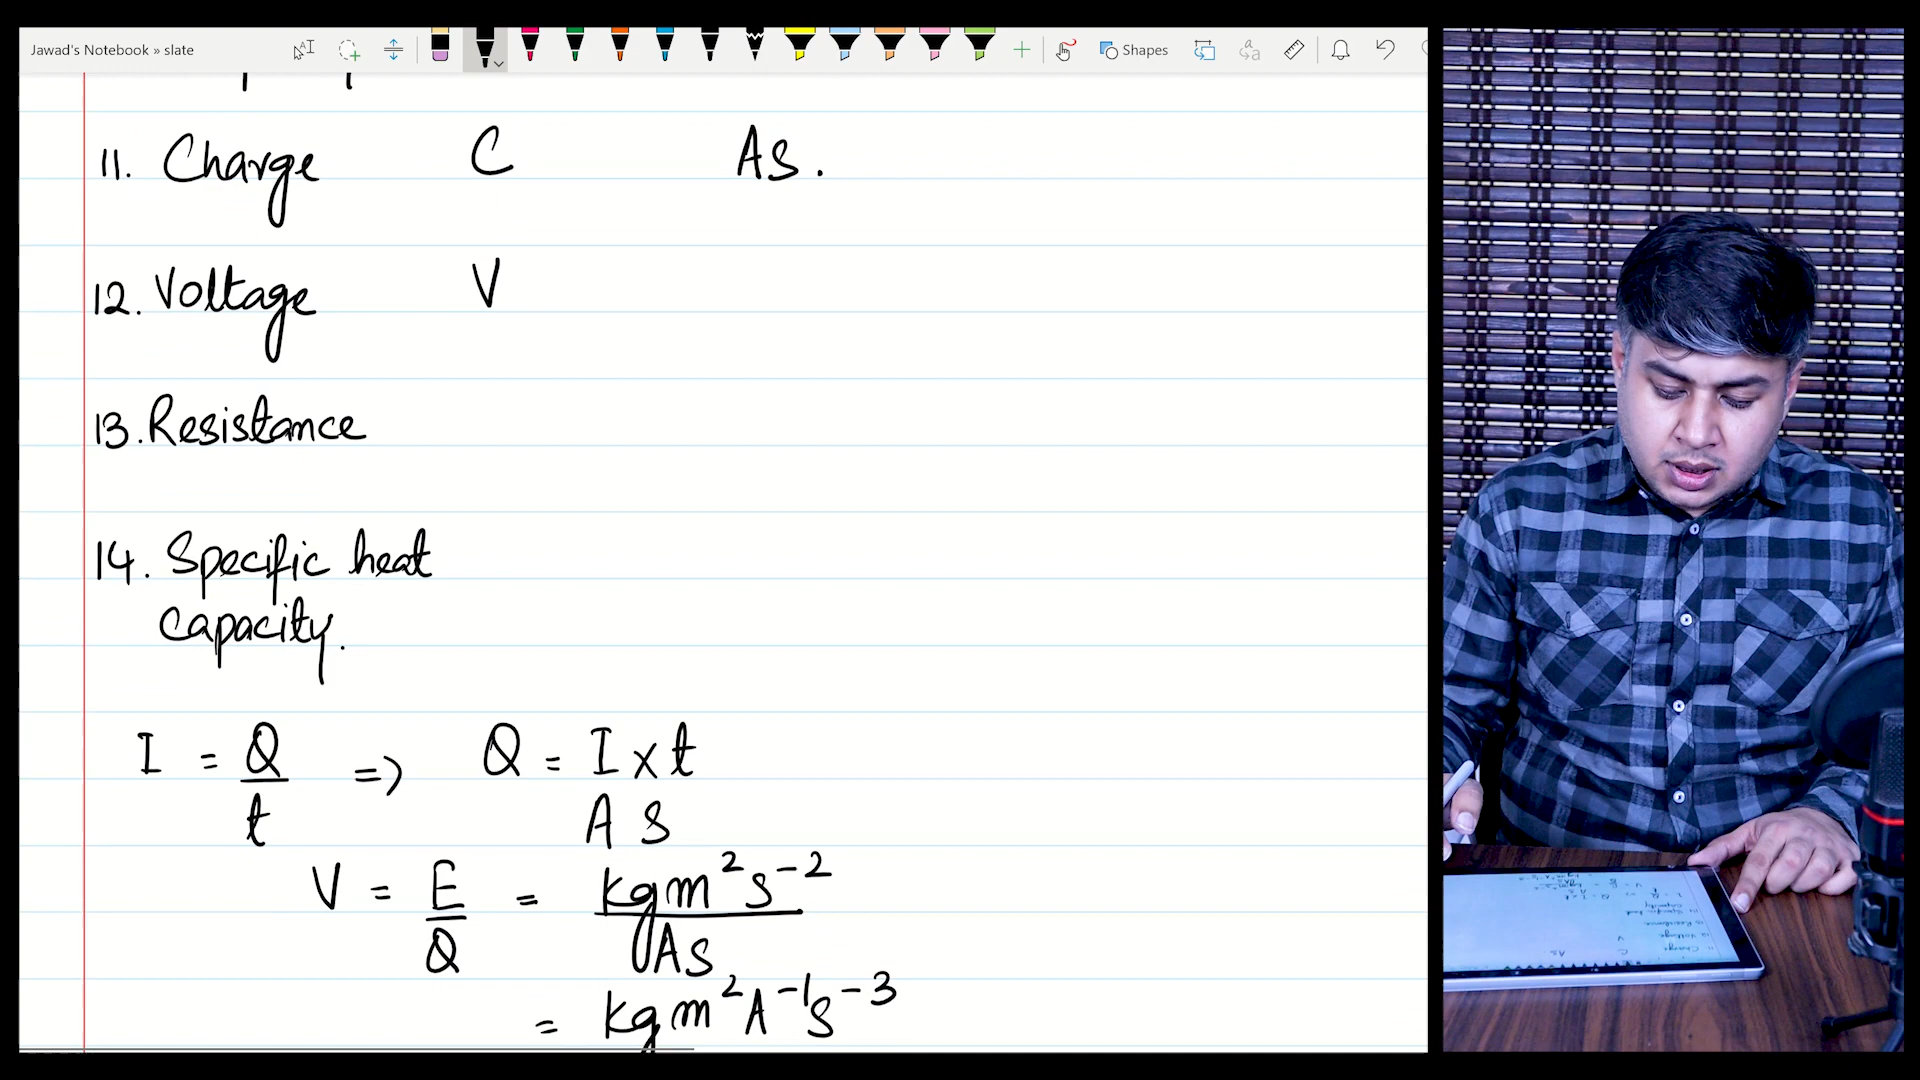 Jawad's Notebook » slate
Shapes
11. Charge C As.
12. Voltage V
13. Resistance
14. Specific heat
capacity.
I = Q/t => Q = I x t
A s
V = E/Q = kgm²s⁻²/As
= kgm²A⁻¹s⁻³